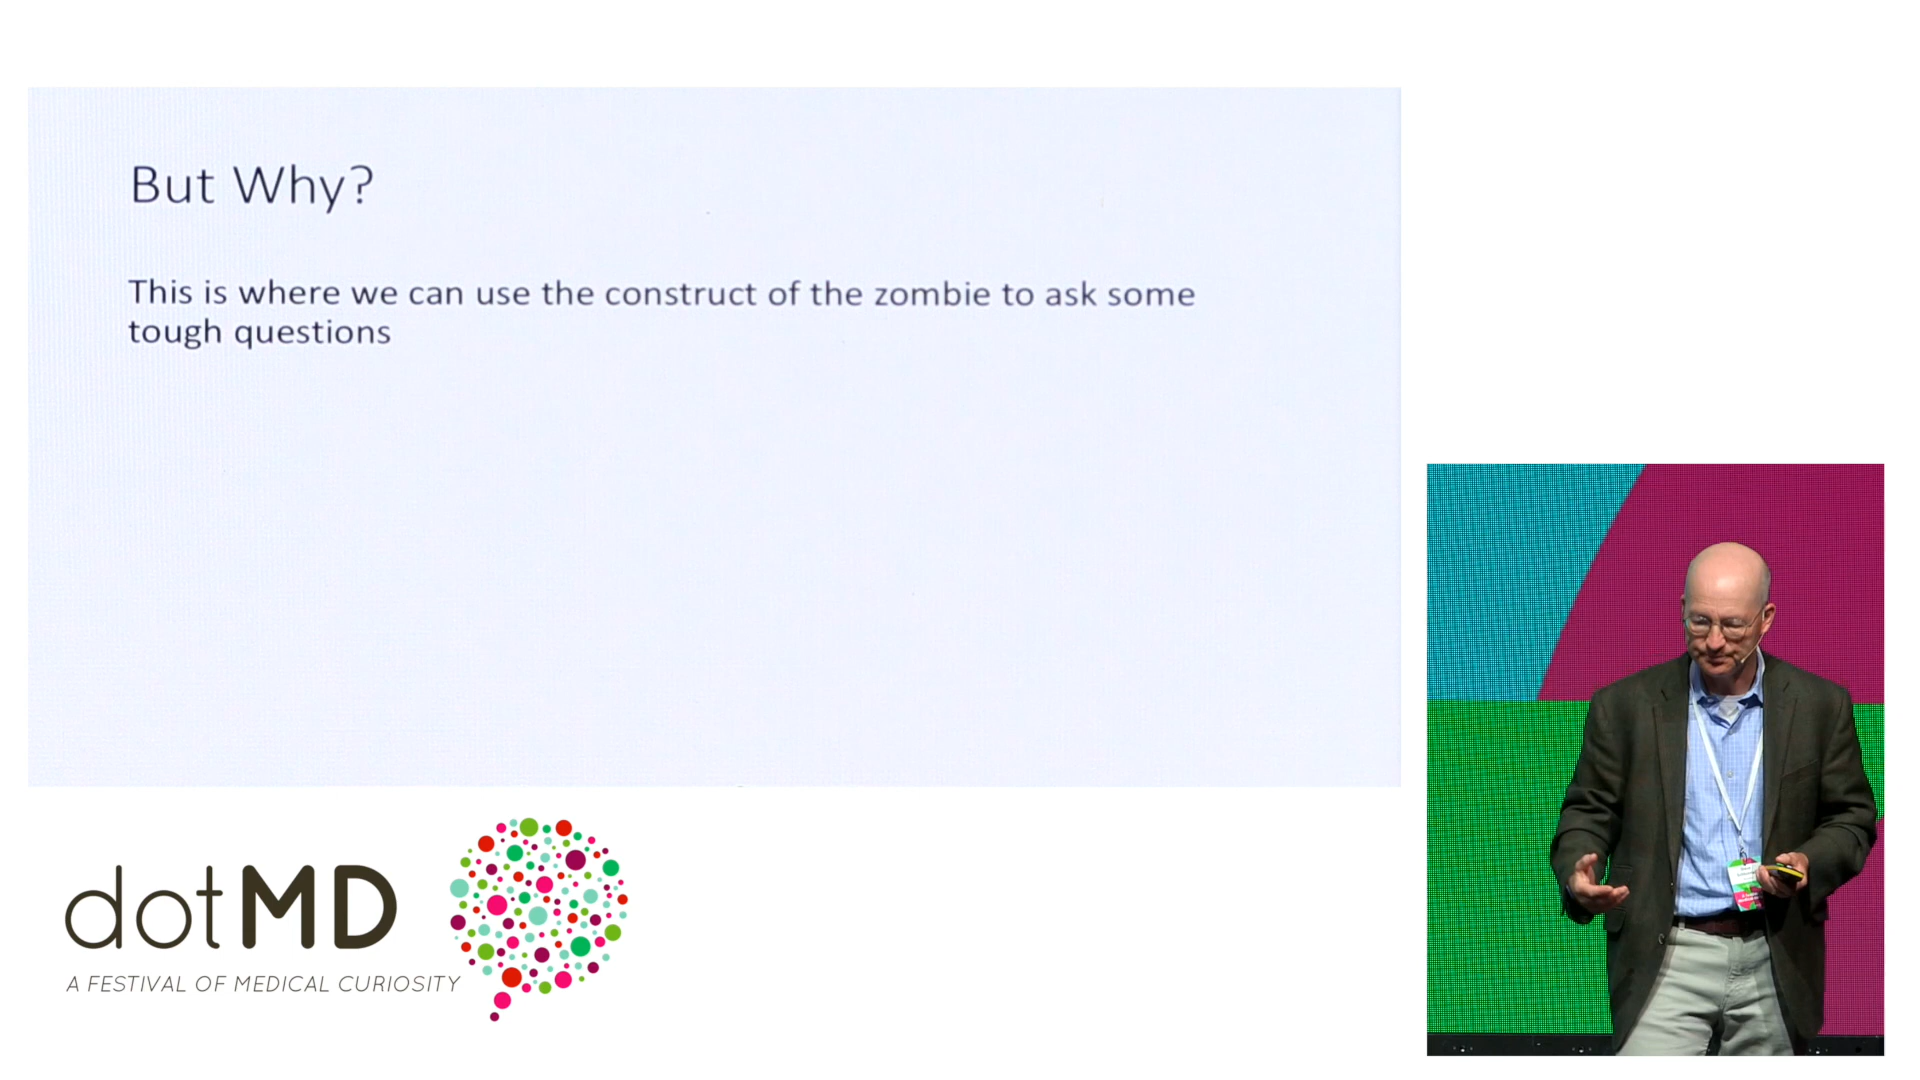 But Why?
This is where we can use the construct of the zombie to ask some
tough questions
dotMD
A FESTIVAL OF MEDICAL CURIOSITY